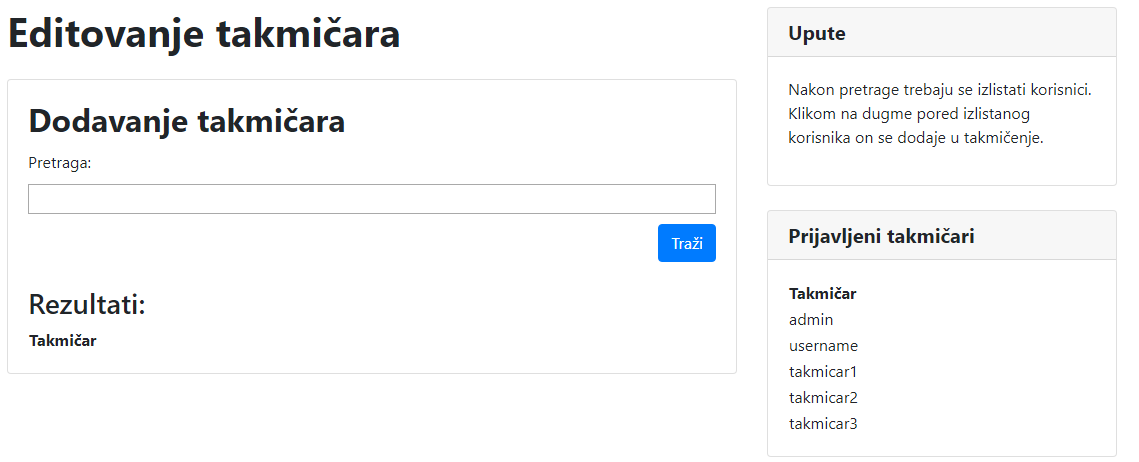 Editovanje takmičara
Dodavanje takmičara
Pretraga:
Traži
Rezultati:
Takmičar
Upute
Nakon pretrage trebaju se izlistati korisnici.
Klikom na dugme pored izlistanog
korisnika on se dodaje u takmičenje.
Prijavljeni takmičari
Takmičar
admin
username
takmicar1
takmicar2
takmicar3